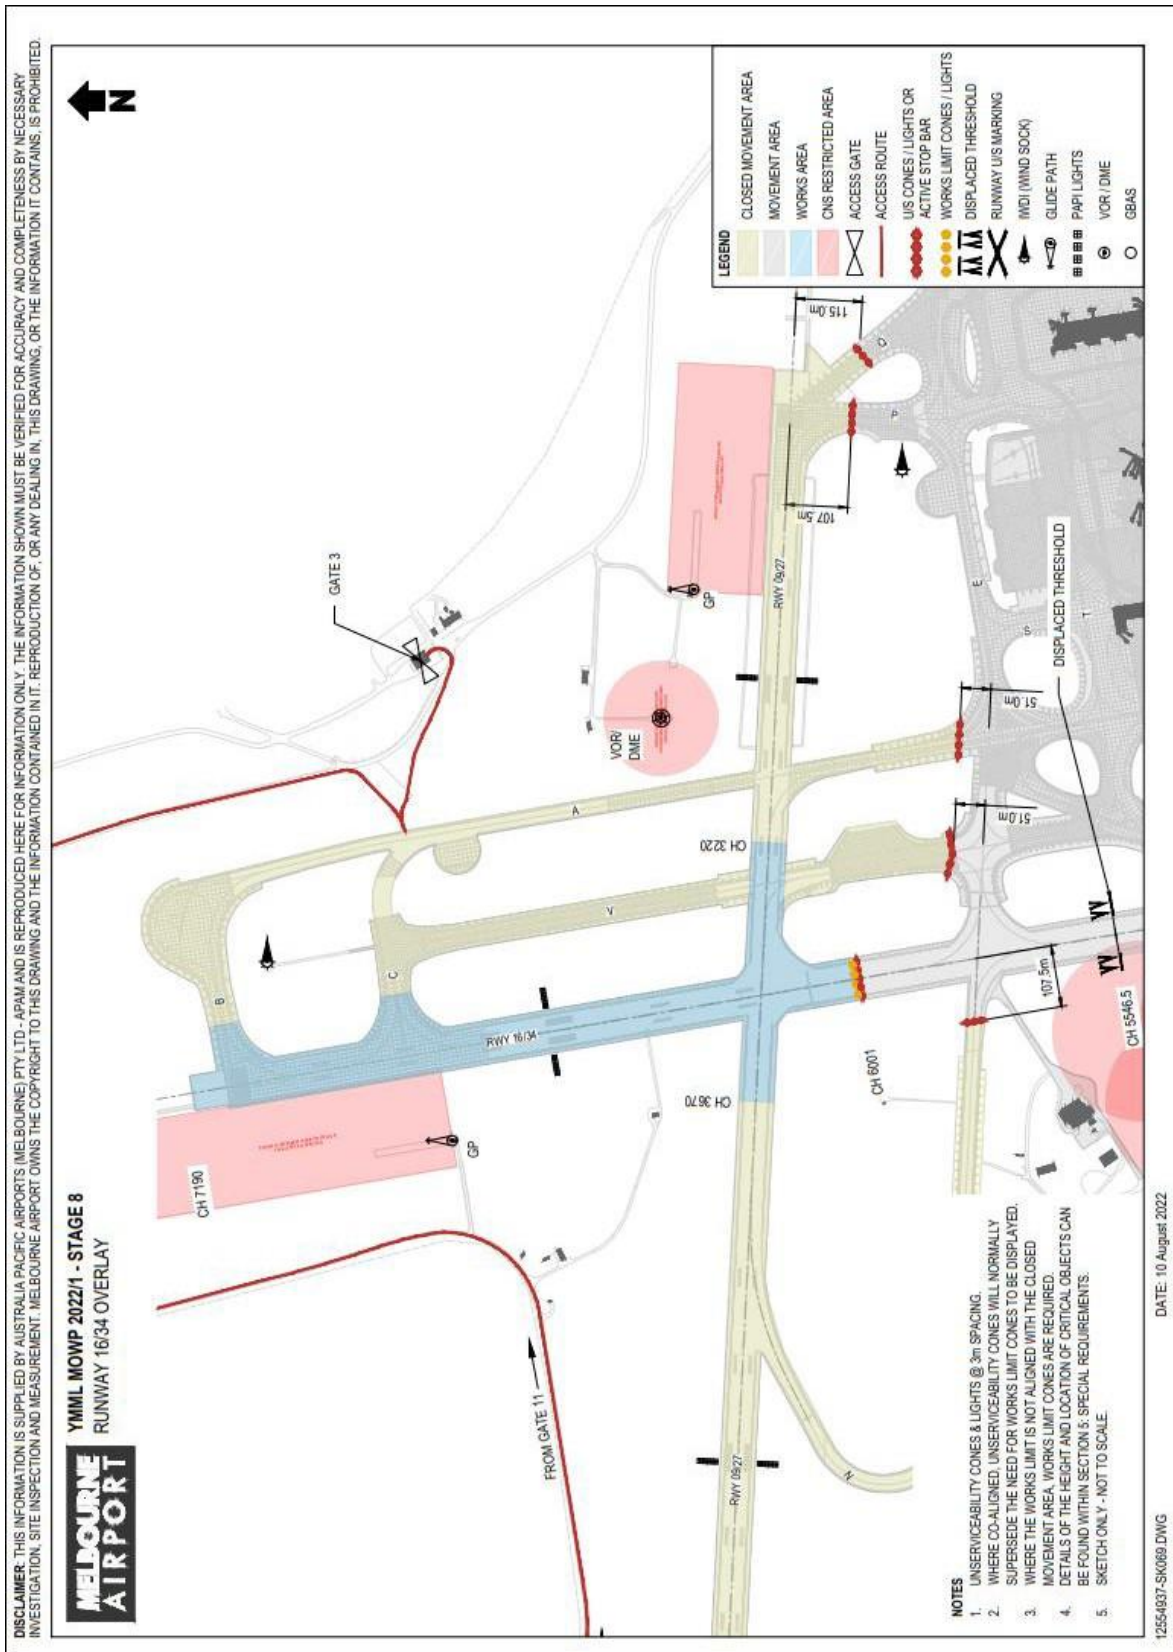 DISCLAIMER: THIS INFORMATION IS SUPPLIED BY AUSTRALIA PACIFIC AIRPORTS (MELBOURNE) PTY LTD - APAM AND IS REPRODUCED HERE FOR INFORMATION ONLY. THE INFORMATION SHOWN MUST BE VERIFIED FOR ACCURACY AND COMPLETENESS BY NECESSARY
INVESTIGATION, SITE INSPECTION AND MEASUREMENT. MELBOURNE AIRPORT OWNS THE COPYRIGHT TO THIS DRAWING AND THE INFORMATION CONTAINED IN IT. REPRODUCTION OF, OR ANY DEALING IN, THIS DRAWING, OR THE INFORMATION IT CONTAINS, IS PROHIBITED.
MELBOURNE
AIRPORT
YMML MOWP 2022/1 - STAGE 8
RUNWAY 16/34 OVERLAY
N
GATE 3
FROM GATE 11
CH 7190
GP
B
C
A
V
RWY 16/34
VOR/
DME
GP
CH 3670
CH 3220
RWY 09/27
RWY 09/27
N
107.5m
115.0m
Q
P
CH 6001
51.0m
51.0m
E
S
T
107.5m
CH 5546.5
DISPLACED THRESHOLD
LEGEND
CLOSED MOVEMENT AREA
MOVEMENT AREA
WORKS AREA
CNS RESTRICTED AREA
ACCESS GATE
ACCESS ROUTE
U/S CONES / LIGHTS OR
ACTIVE STOP BAR
WORKS LIMIT CONES / LIGHTS
DISPLACED THRESHOLD
RUNWAY U/S MARKING
IWDI (WIND SOCK)
GLIDE PATH
PAPI LIGHTS
VOR / DME
GBAS
NOTES
1. UNSERVICEABILITY CONES & LIGHTS @ 3m SPACING.
2. WHERE CO-ALIGNED, UNSERVICEABILITY CONES WILL NORMALLY
SUPERSEDE THE NEED FOR WORKS LIMIT CONES TO BE DISPLAYED.
3. WHERE THE WORKS LIMIT IS NOT ALIGNED WITH THE CLOSED
MOVEMENT AREA, WORKS LIMIT CONES ARE REQUIRED.
4. DETAILS OF THE HEIGHT AND LOCATION OF CRITICAL OBJECTS CAN
BE FOUND WITHIN SECTION 5: SPECIAL REQUIREMENTS.
5. SKETCH ONLY - NOT TO SCALE.
12554937-SK069.DWG
DATE: 10 August 2022